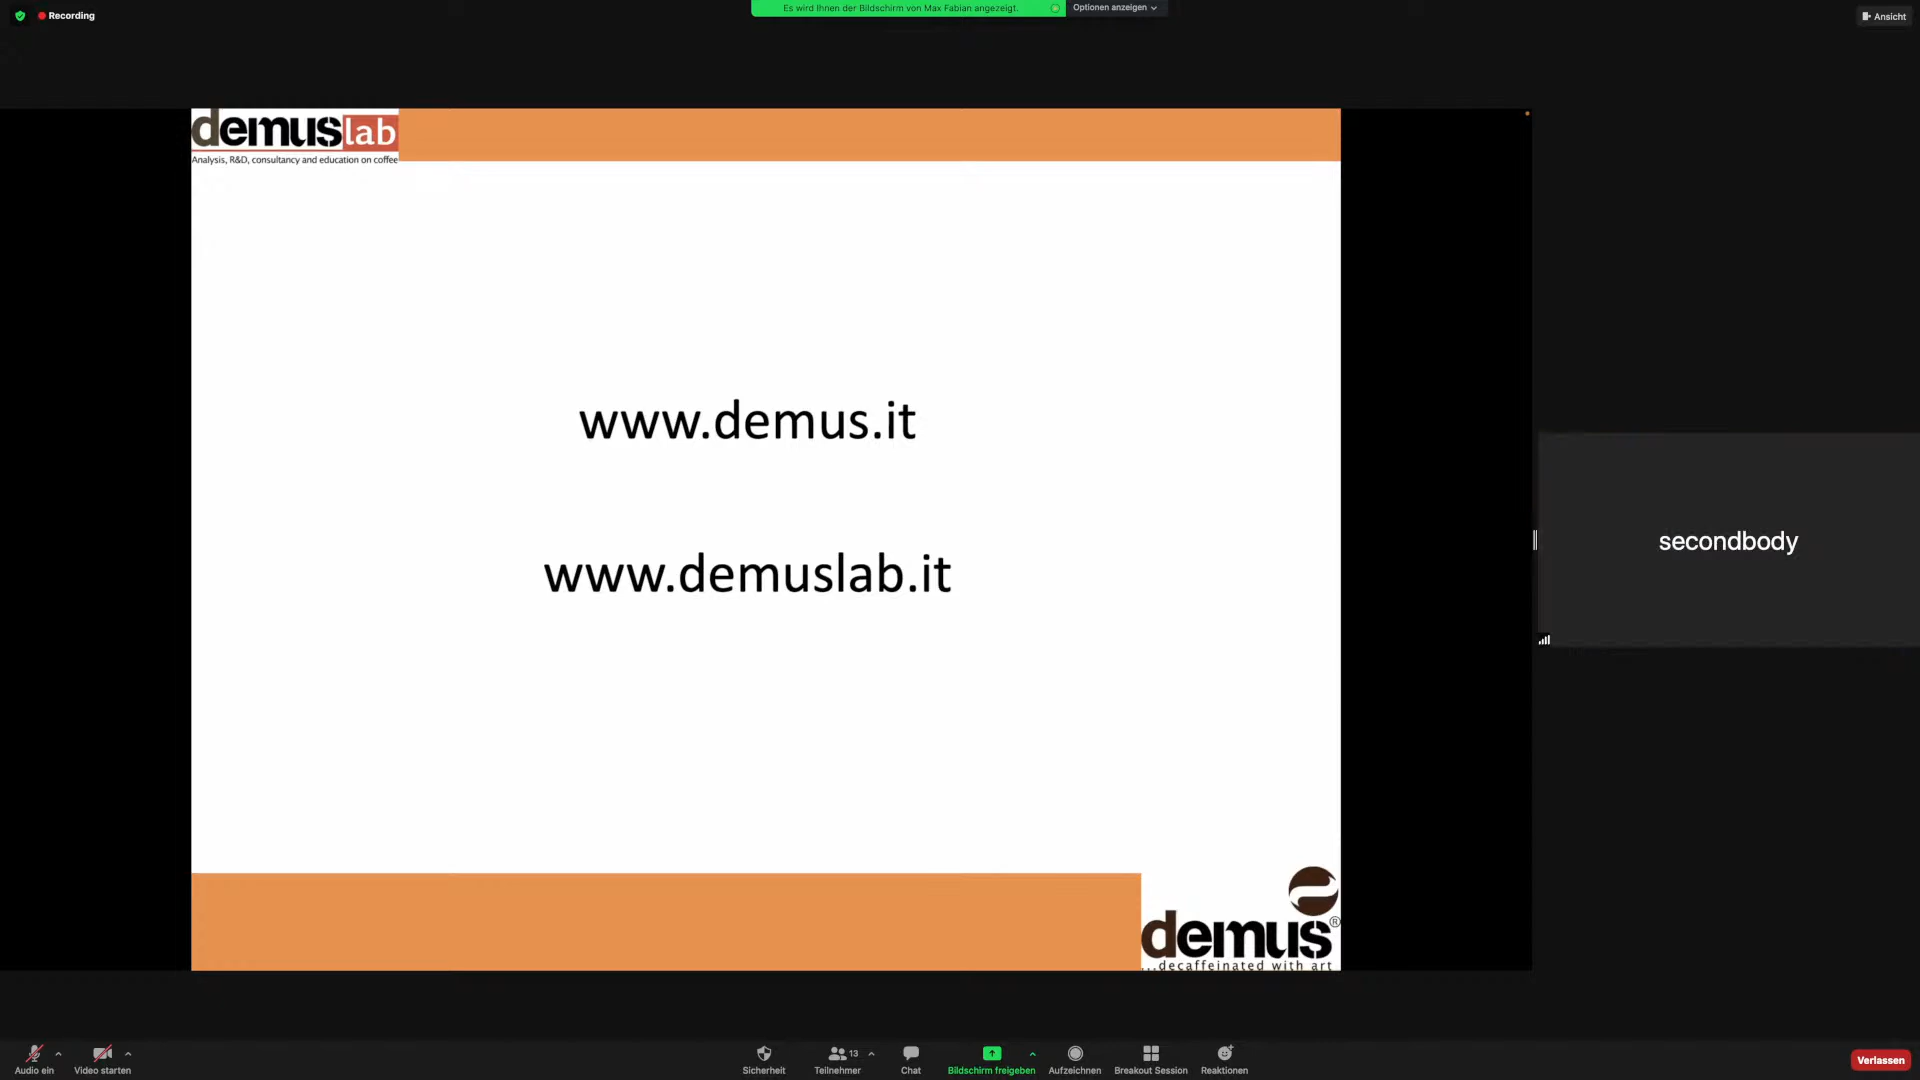 Recording
Es wird Ihnen der Bildschirm von Max Fabian angezeigt.
Optionen anzeigen
Ansicht
demuslab
Analysis, R&D, consultancy and education on coffee
www.demus.it
www.demuslab.it
secondbody
demus®
...decaffeinated with art
Audio ein
Video starten
Sicherheit
13
Teilnehmer
Chat
Bildschirm freigeben
Aufzeichnen
Breakout Session
Reaktionen
Verlassen